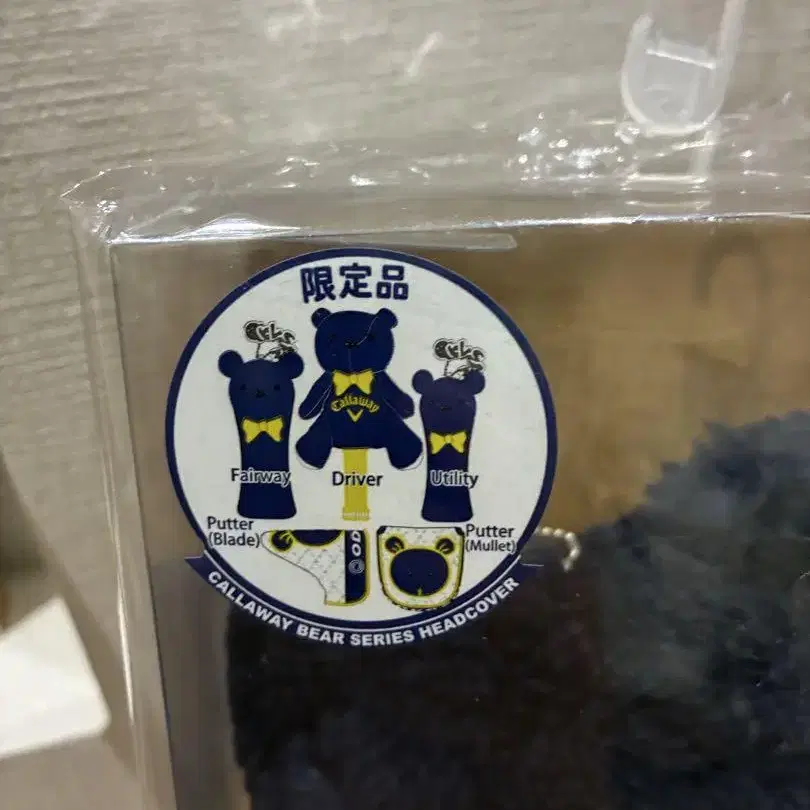 限定品
Callaway
Fairway
Driver
Utility
Putter
(Blade)
Putter
(Mullet)
CALLAWAY BEAR SERIES HEADCOVER